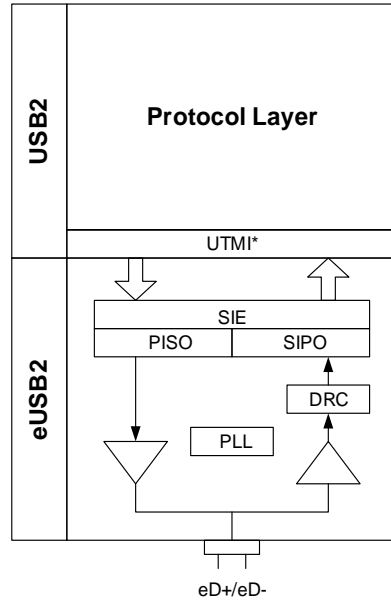 USB2
Protocol Layer
UTMI*
eUSB2
SIE
PISO
SIPO
DRC
PLL
eD+/eD-